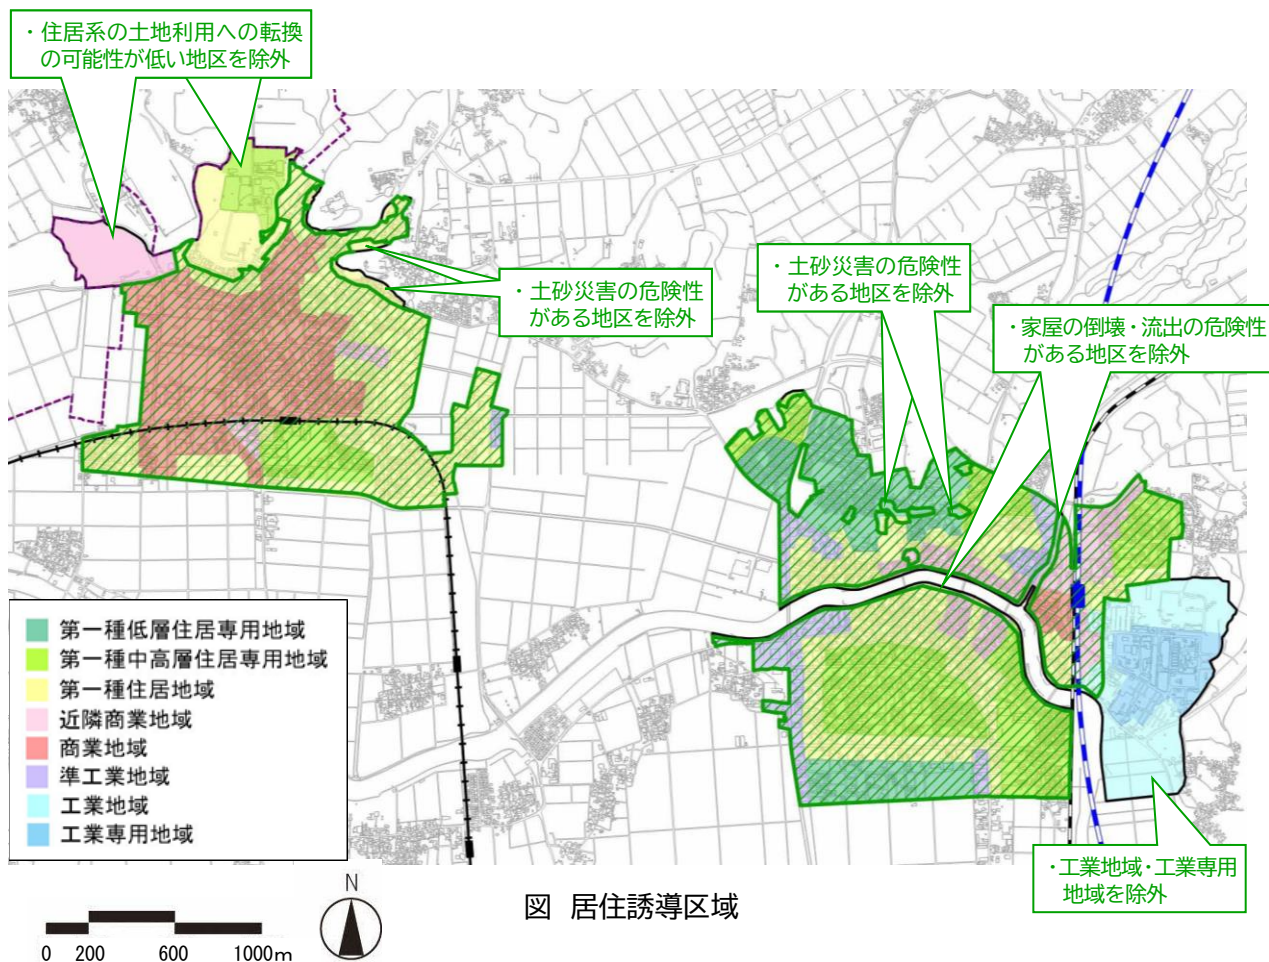 ・住居系の土地利用への転換
の可能性が低い地区を除外
・土砂災害の危険性
がある地区を除外
・土砂災害の危険性
がある地区を除外
・家屋の倒壊・流出の危険性
がある地区を除外
第一種低層住居専用地域
第一種中高層住居専用地域
第一種住居地域
近隣商業地域
商業地域
準工業地域
工業地域
工業専用地域
・工業地域・工業専用
地域を除外
図 居住誘導区域
N
0 200 600 1000m